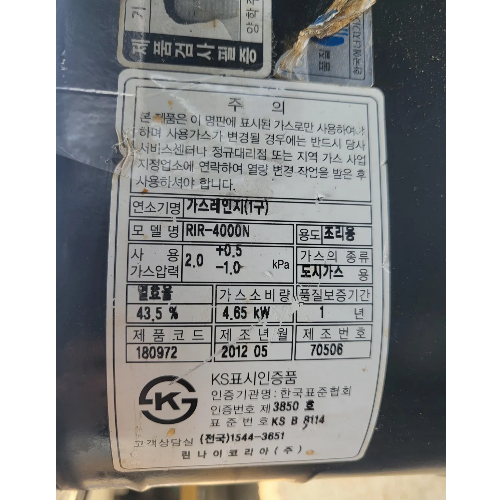 제품검사필증
주 의
본 제품은 이 명판에 표시된 가스로만 사용하여야
하며 사용가스가 변경될 경우에는 반드시 당사
서비스센터나 정규대리점 또는 지역 가스 사업
지정업소에 연락하여 열량 변경 작업을 받은 후
사용하셔야 합니다.
연소기명 가스레인지(1구)
모델명 RIR-4000N 용도 조리용
사 용 가스압력 2.0 +0.5 -1.0 kPa 가스의 종류 도시가스 용
열효율 가스소비량 품질보증기간
43.5 % 4.65 kW 1 년
제품코드 제조년월 제조번호
180972 2012 05 70506
KS표시인증품
인증기관명 : 한국표준협회
인증번호 제 3850 호
표 준 번 호 KS B 8114
고객상담실 (전국)1544-3651
린나이코리아(주)